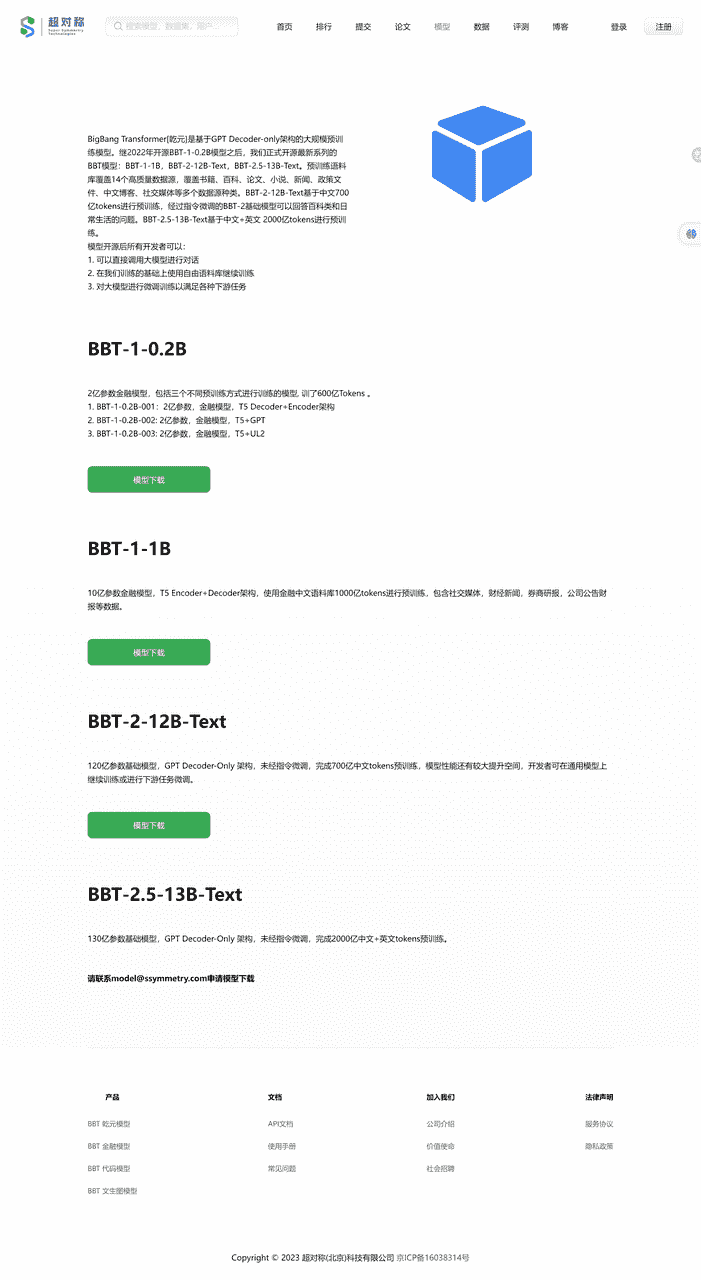 超对称
Super Symmetry
Technologies
搜索模型、数据集、用户
首页
排行
提交
论文
模型
数据
评测
博客
登录
注册
BigBang Transformer[乾元]是基于GPT Decoder-only架构的大规模预训
练模型。继2022年开源BBT-1-0.2B模型之后，我们正式开源最新系列的
BBT模型：BBT-1-1B，BBT-2-12B-Text，BBT-2.5-13B-Text。预训练语料
库覆盖14个高质量数据源，覆盖书籍、百科、论文、小说、新闻、政策文
件、中文博客、社交媒体等多个数据源种类。BBT-2-12B-Text基于中文700
亿tokens进行预训练，经过指令微调的BBT-2基础模型可以回答百科类和日
常生活的问题。BBT-2.5-13B-Text基于中文+英文 2000亿tokens进行预训
练。
模型开源后所有开发者可以：
1. 可以直接调用大模型进行对话
2. 在我们训练的基础上使用自由语料库继续训练
3. 对大模型进行微调训练以满足各种下游任务
BBT-1-0.2B
2亿参数金融模型，包括三个不同预训练方式进行训练的模型, 训了600亿Tokens 。
1. BBT-1-0.2B-001：2亿参数，金融模型，T5 Decoder+Encoder架构
2. BBT-1-0.2B-002: 2亿参数，金融模型，T5+GPT
3. BBT-1-0.2B-003: 2亿参数，金融模型，T5+UL2
模型下载
BBT-1-1B
10亿参数金融模型，T5 Encoder+Decoder架构，使用金融中文语料库1000亿tokens进行预训练，包含社交媒体，财经新闻，券商研报，公司公告财
报等数据。
模型下载
BBT-2-12B-Text
120亿参数基础模型，GPT Decoder-Only 架构，未经指令微调，完成700亿中文tokens预训练，模型性能还有较大提升空间，开发者可在通用模型上
继续训练或进行下游任务微调。
模型下载
BBT-2.5-13B-Text
130亿参数基础模型，GPT Decoder-Only 架构，未经指令微调，完成2000亿中文+英文tokens预训练。
请联系model@ssymmetry.com申请模型下载
产品
BBT 乾元模型
BBT 金融模型
BBT 代码模型
BBT 文生图模型
文档
API文档
使用手册
常见问题
加入我们
公司介绍
价值使命
社会招聘
法律声明
服务协议
隐私政策
Copyright © 2023 超对称(北京)科技有限公司 京ICP备16038314号